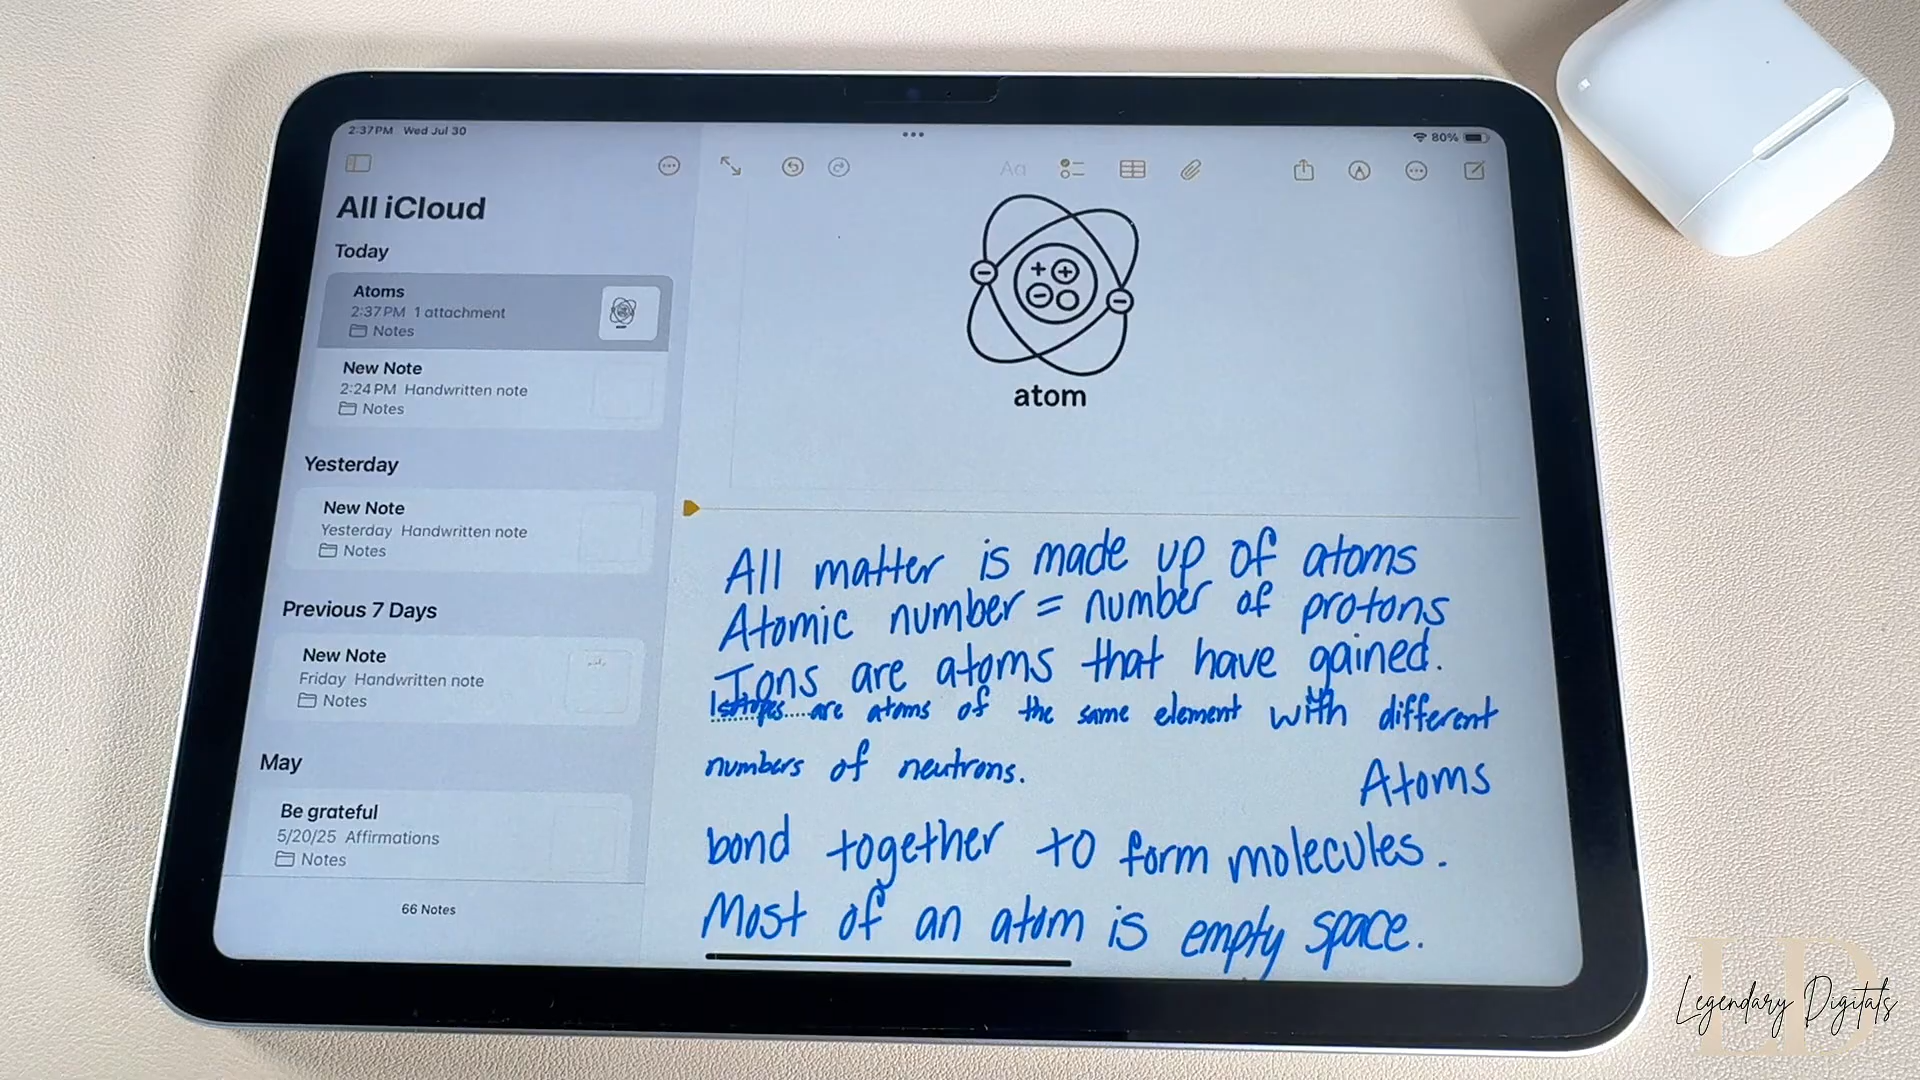 2:37 PM Wed Jul 30
80%
All iCloud
Today
Atoms
2:37 PM 1 attachment
Notes
New Note
2:24 PM Handwritten note
Notes
Yesterday
New Note
Yesterday Handwritten note
Notes
Previous 7 Days
New Note
Friday Handwritten note
Notes
May
Be grateful
5/20/25 Affirmations
Notes
66 Notes
Aa
atom
All matter is made up of atoms
Atomic number = number of protons
Ions are atoms that have gained.
Isotopes are atoms of the same element with different
numbers of neutrons.
Atoms
bond together to form molecules.
Most of an atom is empty space.
LD
Legendary Digitals